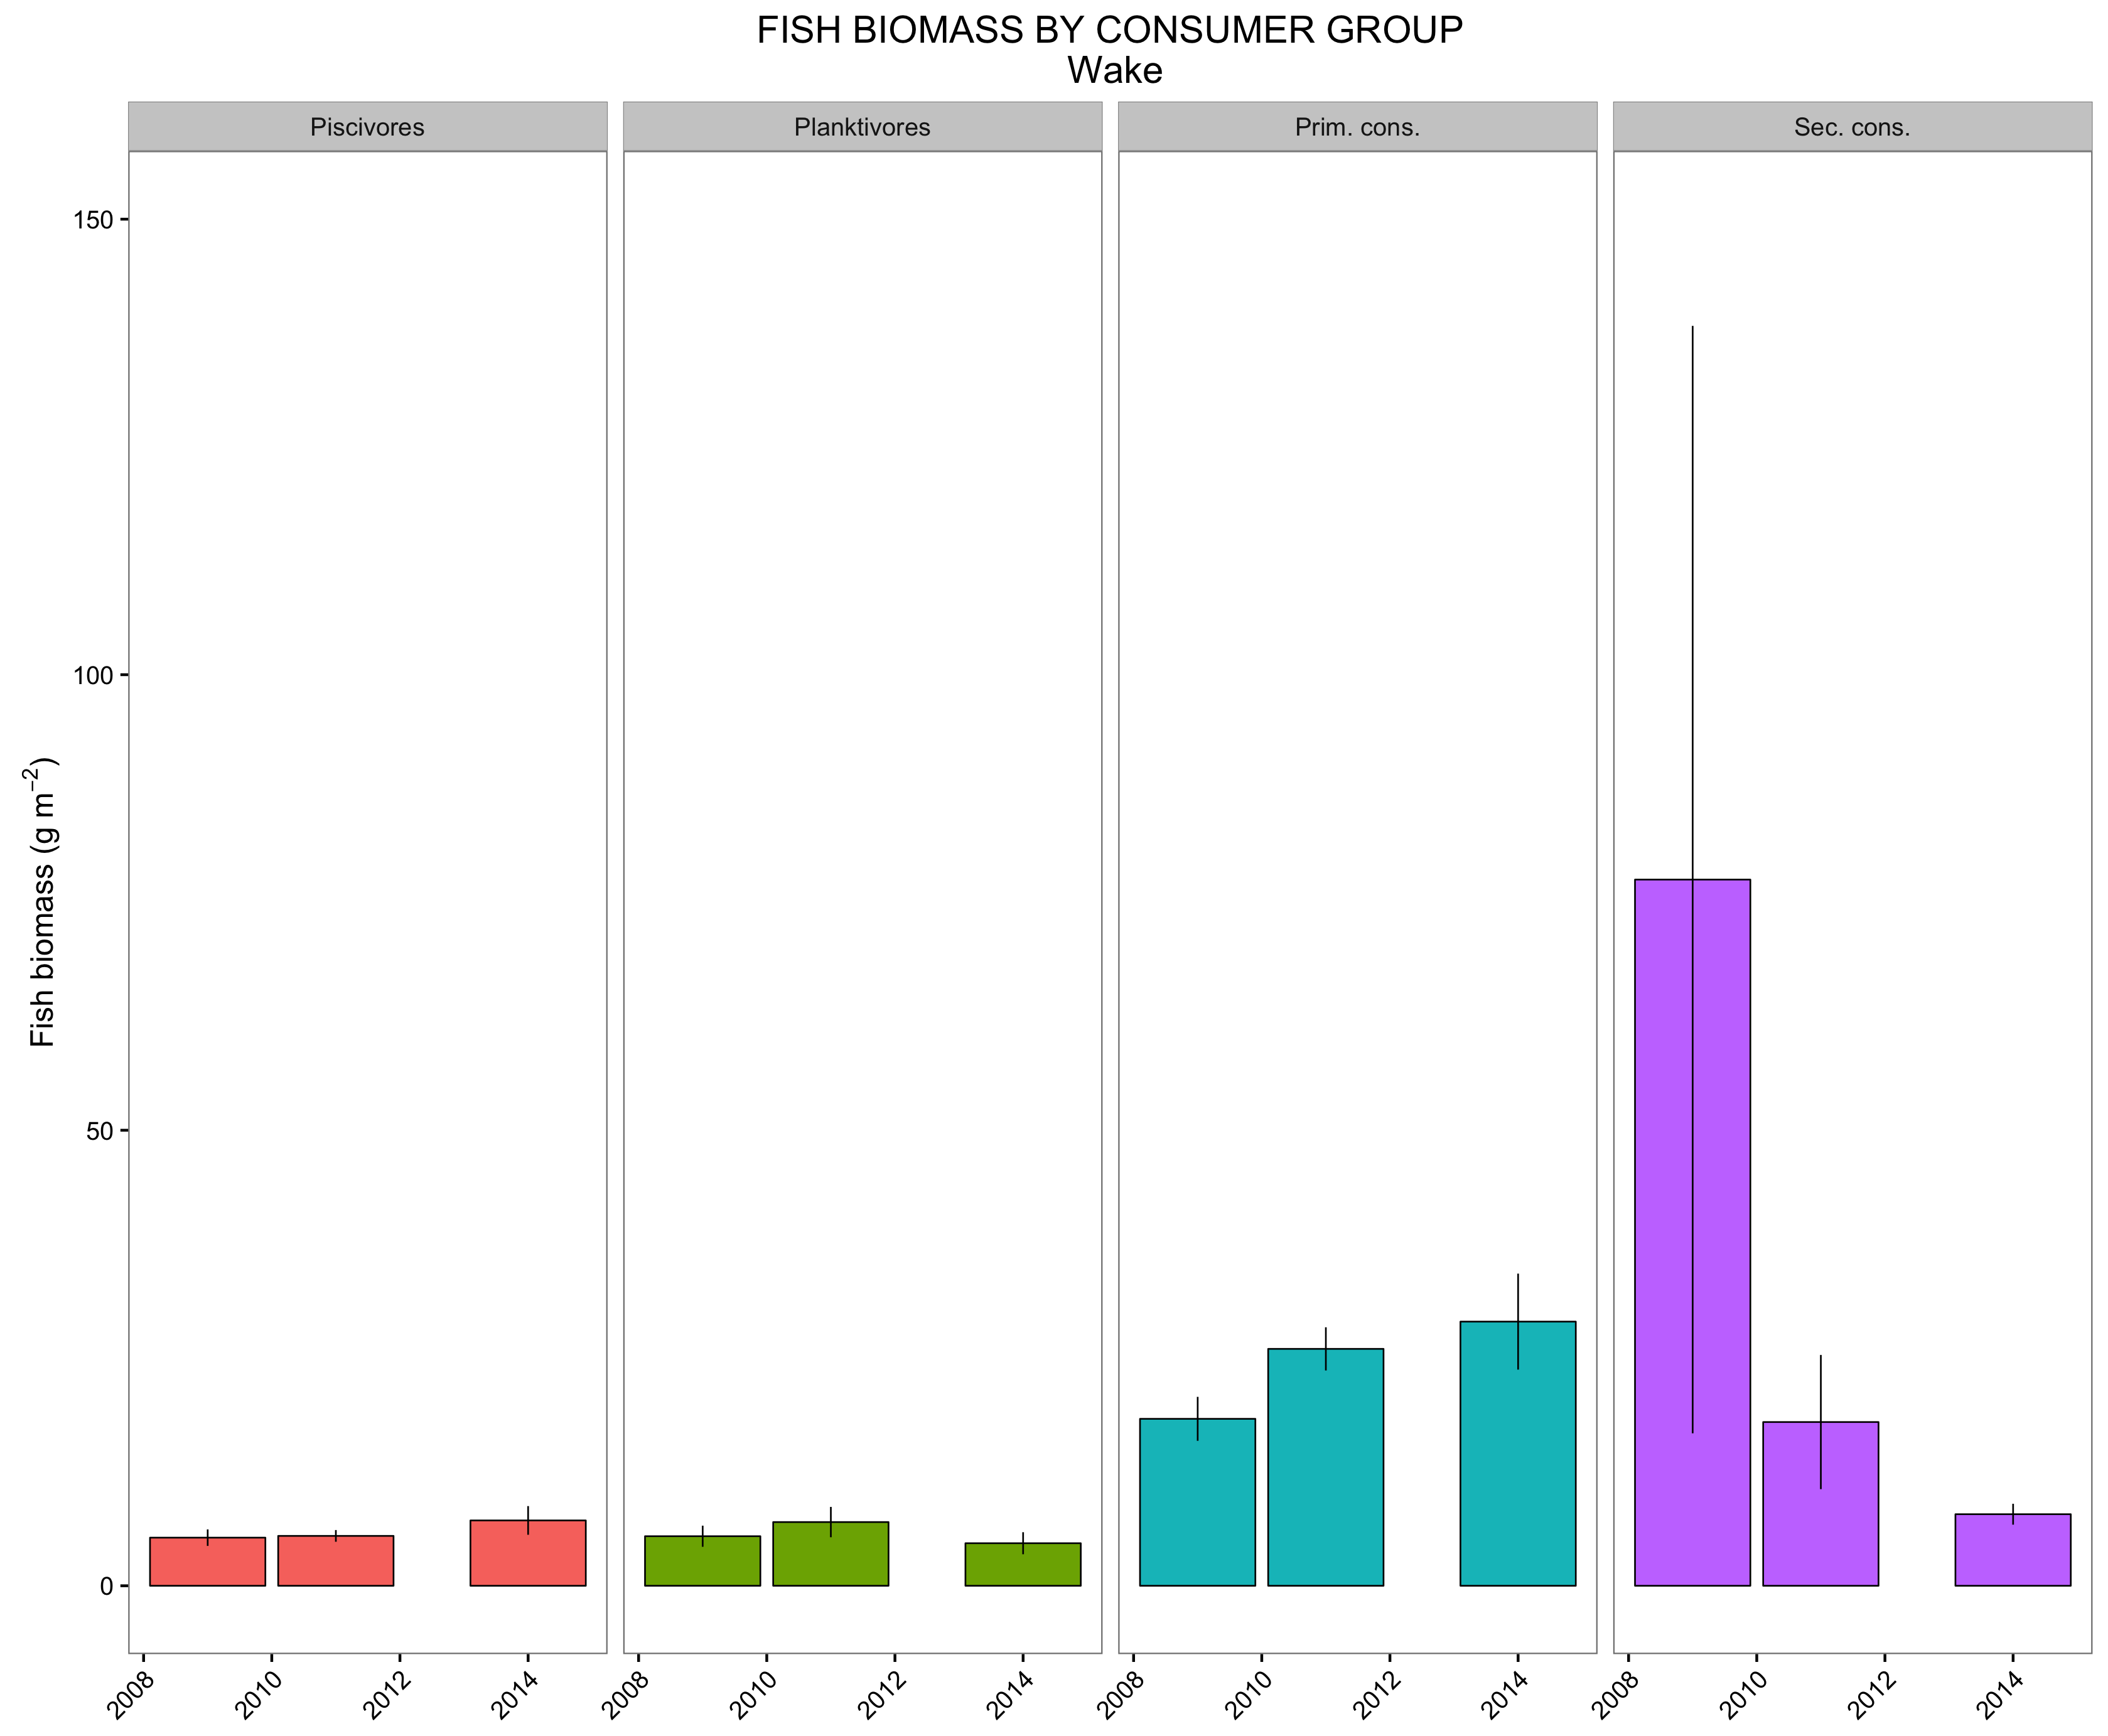 FISH BIOMASS BY CONSUMER GROUP
Wake
Piscivores Planktivores Prim. cons. Sec. cons.
150
100
50
0
Fish biomass (g m⁻²)
2008 2010 2012 2014 2008 2010 2012 2014 2008 2010 2012 2014 2008 2010 2012 2014